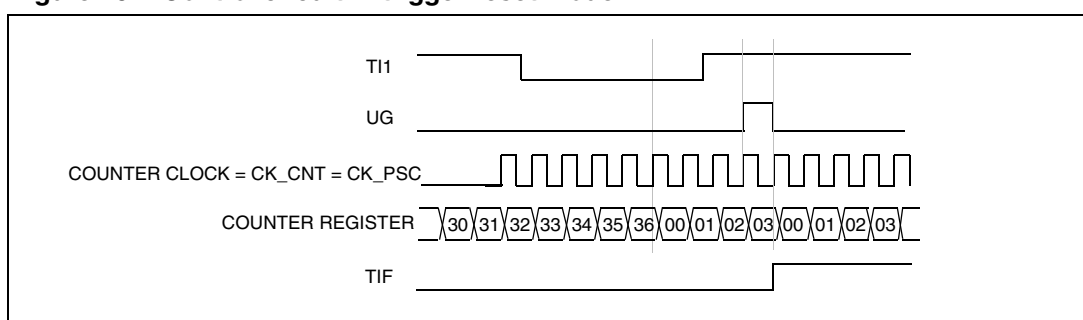 TI1
UG
COUNTER CLOCK = CK_CNT = CK_PSC
COUNTER REGISTER 30 31 32 33 34 35 36 00 01 02 03 00 01 02 03
TIF